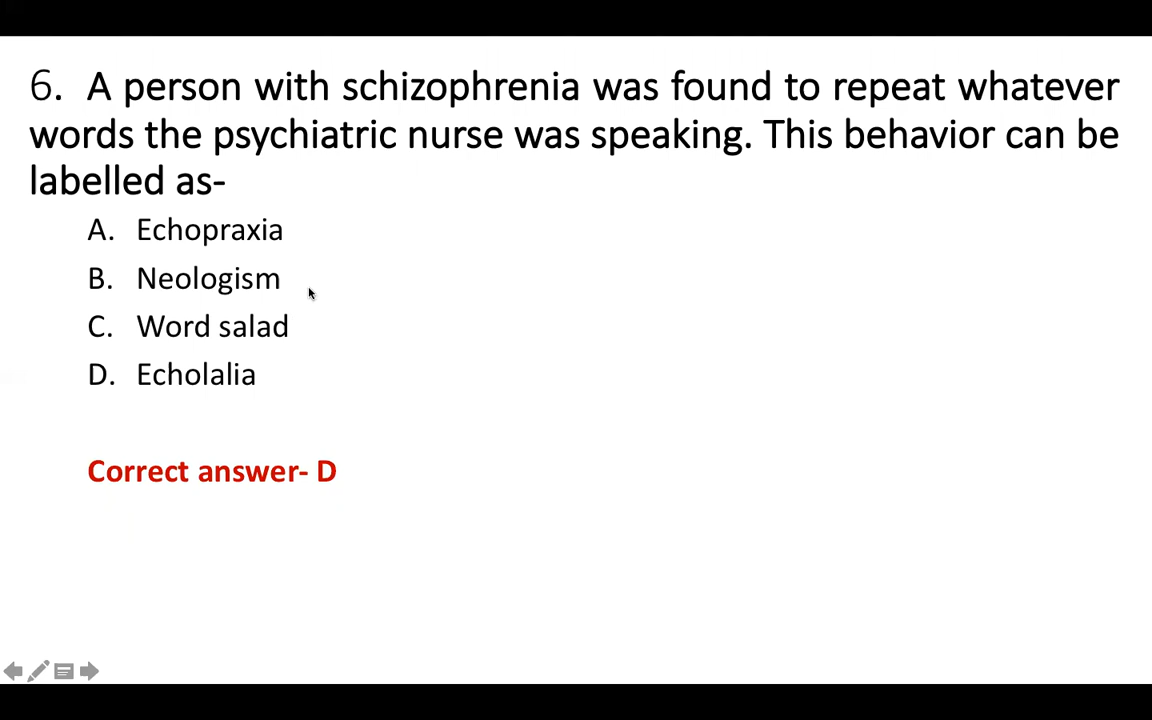 6. A person with schizophrenia was found to repeat whatever
words the psychiatric nurse was speaking. This behavior can be
labelled as-
A. Echopraxia
B. Neologism
C. Word salad
D. Echolalia
Correct answer- D